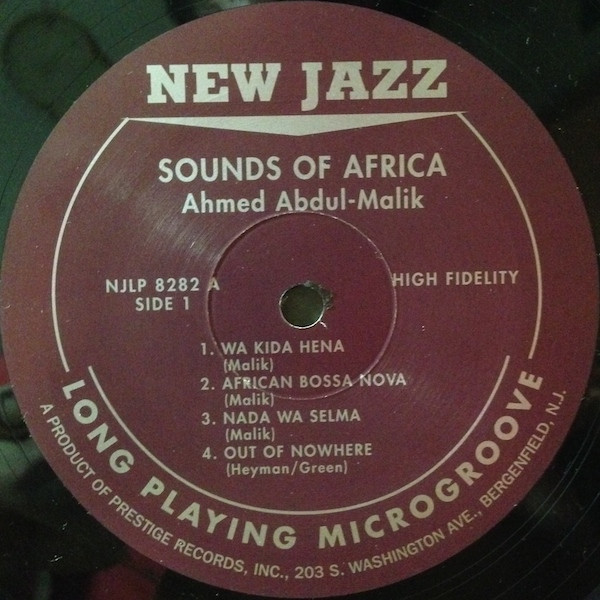 NEW JAZZ
SOUNDS OF AFRICA
Ahmed Abdul-Malik
NJLP 8282 A
SIDE 1
HIGH FIDELITY
1. WA KIDA HENA
(Malik)
2. AFRICAN BOSSA NOVA
(Malik)
3. NADA WA SELMA
(Malik)
4. OUT OF NOWHERE
(Heyman/Green)
LONG PLAYING MICROGROOVE
A PRODUCT OF PRESTIGE RECORDS, INC., 203 S. WASHINGTON AVE., BERGENFIELD, N.J.